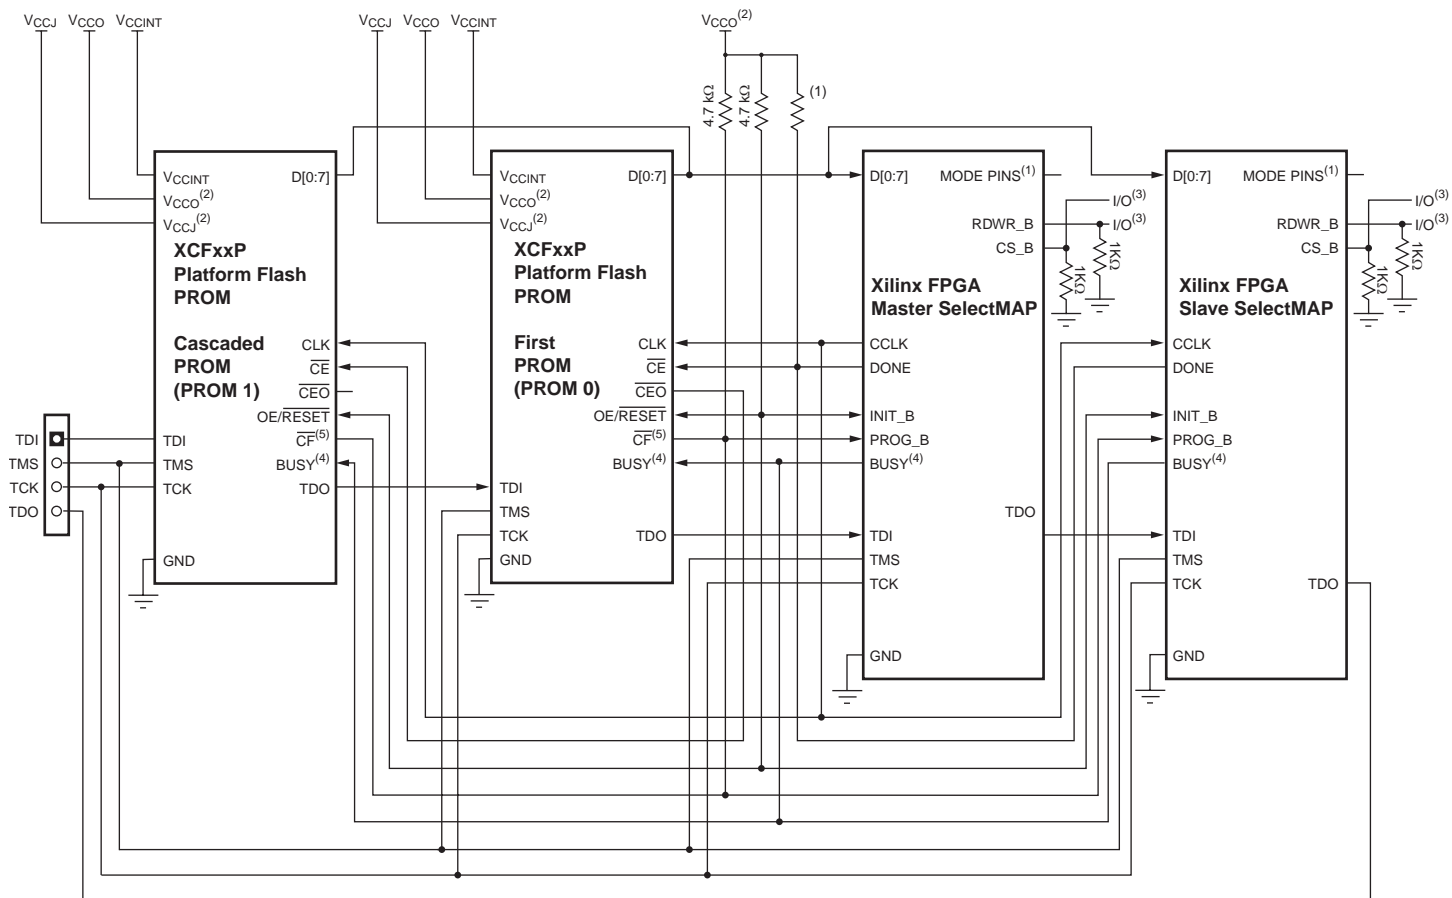 VCCJ VCCO VCCINT
VCCJ VCCO VCCINT
VCCO(2)
4.7 kΩ
4.7 kΩ
(1)
VCCINT
VCCO(2)
VCCJ(2)
D[0:7]
XCFxxP
Platform Flash
PROM
Cascaded
PROM
(PROM 1)
CLK
CE
CEO
OE/RESET
CF(5)
BUSY(4)
TDO
TDI
TMS
TCK
GND
TDI
TMS
TCK
TDO
VCCINT
VCCO(2)
VCCJ(2)
D[0:7]
XCFxxP
Platform Flash
PROM
First
PROM
(PROM 0)
CLK
CE
CEO
OE/RESET
CF(5)
BUSY(4)
TDI
TMS
TCK
TDO
GND
D[0:7]
MODE PINS(1)
I/O(3)
RDWR_B
I/O(3)
CS_B
1KΩ
1KΩ
Xilinx FPGA
Master SelectMAP
CCLK
DONE
INIT_B
PROG_B
BUSY(4)
TDO
TDI
TMS
TCK
GND
D[0:7]
MODE PINS(1)
I/O(3)
RDWR_B
I/O(3)
CS_B
1KΩ
1KΩ
Xilinx FPGA
Slave SelectMAP
CCLK
DONE
INIT_B
PROG_B
BUSY(4)
TDI
TMS
TCK
TDO
GND